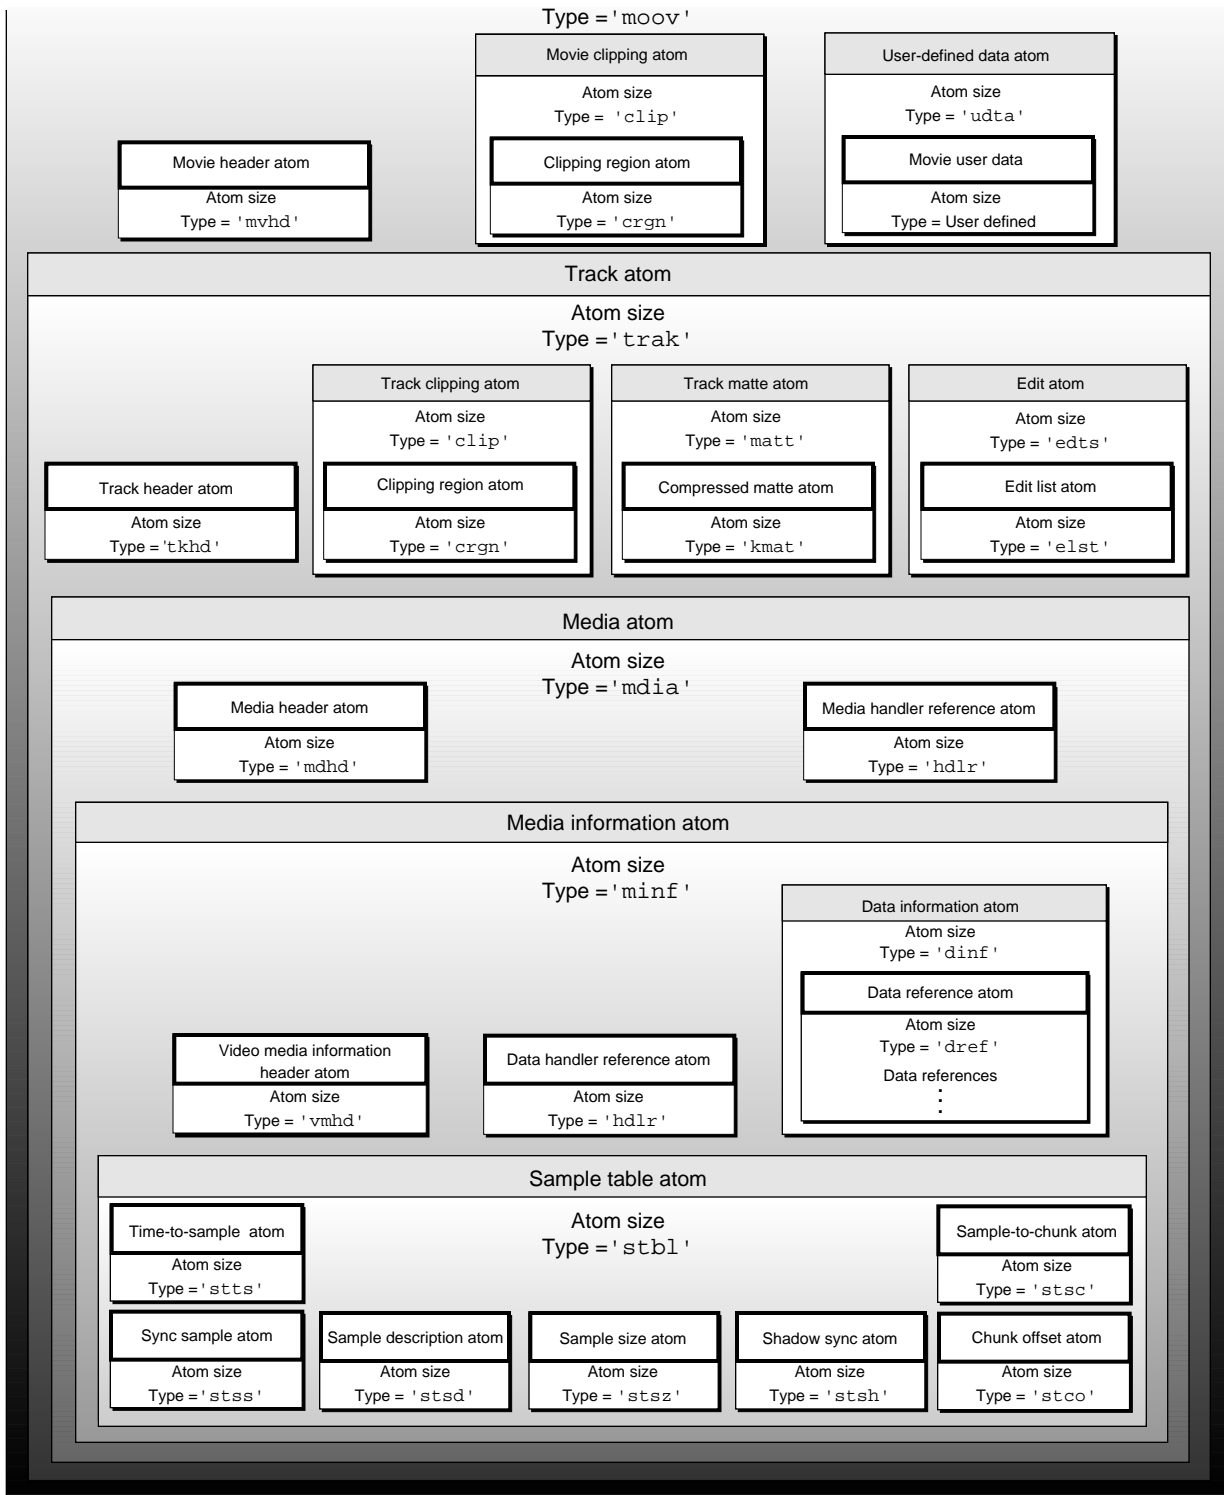 Type = 'moov'
Movie clipping atom
Atom size
Type = 'clip'
Clipping region atom
Atom size
Type = 'crgn'
User-defined data atom
Atom size
Type = 'udta'
Movie user data
Atom size
Type = User defined
Movie header atom
Atom size
Type = 'mvhd'
Track atom
Atom size
Type = 'trak'
Track header atom
Atom size
Type = 'tkhd'
Track clipping atom
Atom size
Type = 'clip'
Clipping region atom
Atom size
Type = 'crgn'
Track matte atom
Atom size
Type = 'matt'
Compressed matte atom
Atom size
Type = 'kmat'
Edit atom
Atom size
Type = 'edts'
Edit list atom
Atom size
Type = 'elst'
Media atom
Atom size
Type = 'mdia'
Media header atom
Atom size
Type = 'mdhd'
Media handler reference atom
Atom size
Type = 'hdlr'
Media information atom
Atom size
Type = 'minf'
Video media information
header atom
Atom size
Type = 'vmhd'
Data handler reference atom
Atom size
Type = 'hdlr'
Data information atom
Atom size
Type = 'dinf'
Data reference atom
Atom size
Type = 'dref'
Data references
Sample table atom
Atom size
Type = 'stbl'
Time-to-sample atom
Atom size
Type = 'stts'
Sample-to-chunk atom
Atom size
Type = 'stsc'
Sync sample atom
Atom size
Type = 'stss'
Sample description atom
Atom size
Type = 'stsd'
Sample size atom
Atom size
Type = 'stsz'
Shadow sync atom
Atom size
Type = 'stsh'
Chunk offset atom
Atom size
Type = 'stco'